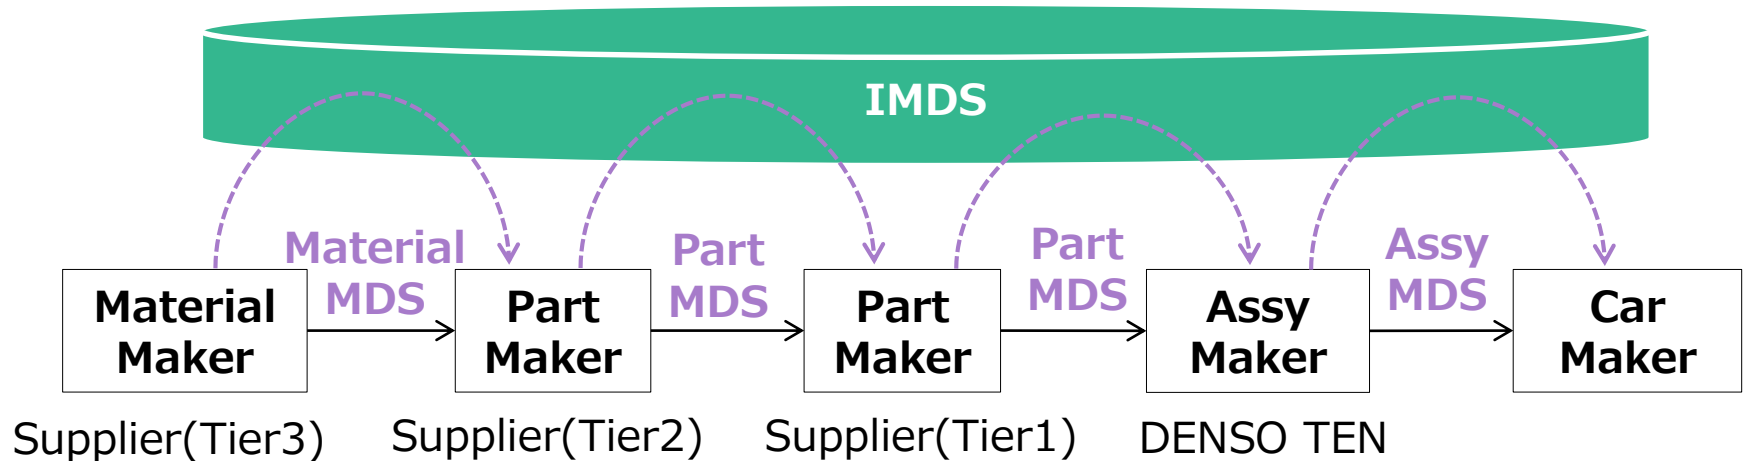 IMDS
Material
MDS
Part
MDS
Part
MDS
Assy
MDS
Material
Maker
Part
Maker
Part
Maker
Assy
Maker
Car
Maker
Supplier(Tier3)
Supplier(Tier2)
Supplier(Tier1)
DENSO TEN